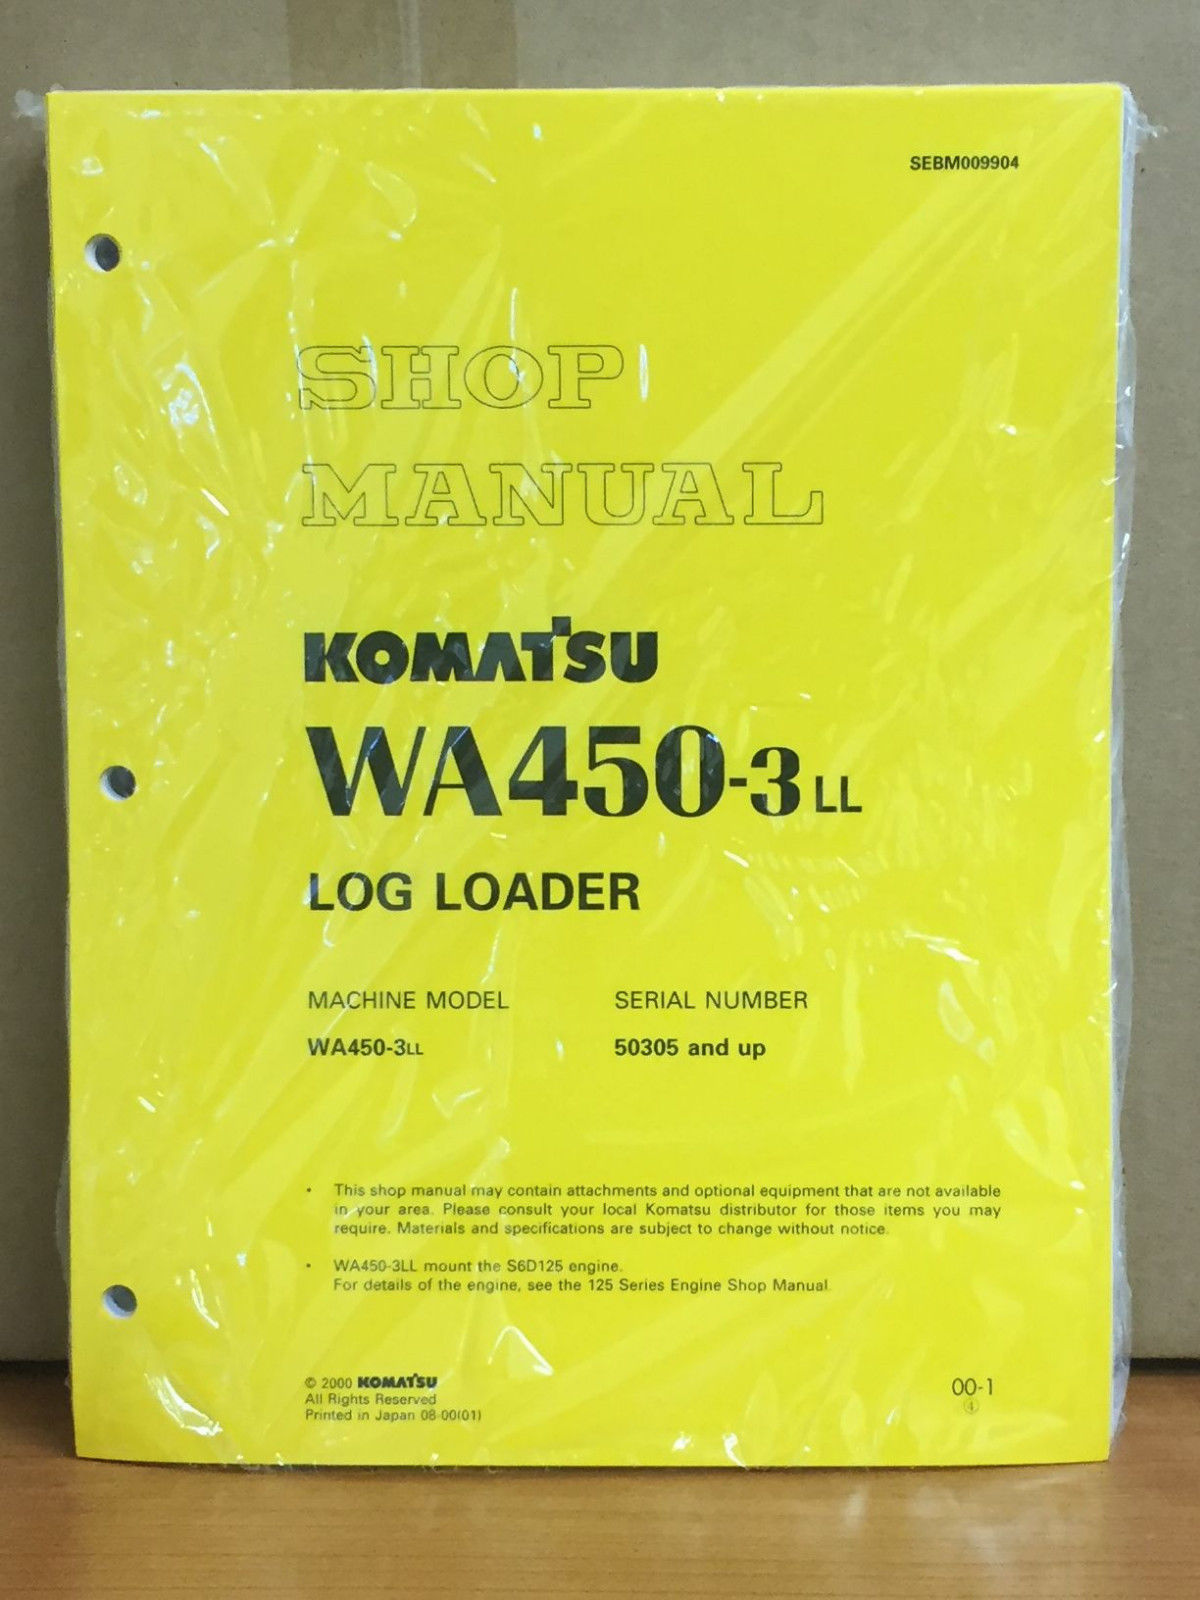 SEBM009904
SHOP
MANUAL
KOMATSU
WA450-3LL
LOG LOADER
MACHINE MODEL SERIAL NUMBER
WA450-3LL 50305 and up
• This shop manual may contain attachments and optional equipment that are not available
in your area. Please consult your local Komatsu distributor for those items you may
require. Materials and specifications are subject to change without notice.
• WA450-3LL mount the S6D125 engine.
For details of the engine, see the 125 Series Engine Shop Manual.
© 2000 KOMATSU
All Rights Reserved
Printed in Japan 08-00(01)
00-1
④